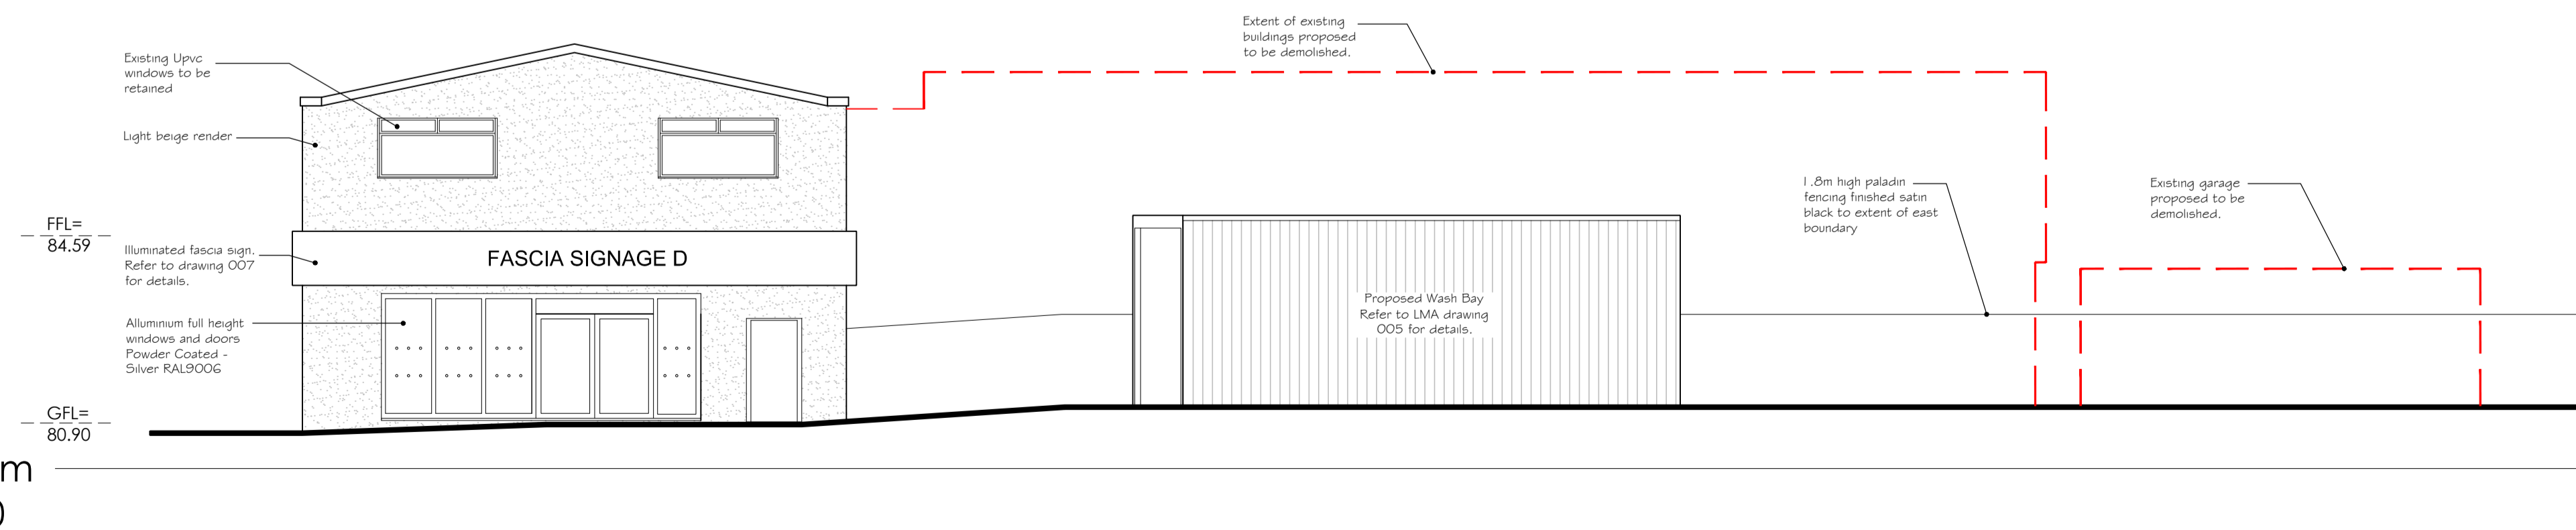 Extent of existing
buildings proposed
to be demolished.
Existing Upvc
windows to be
retained
Light beige render
FFL=
84.59
Illuminated fascia sign.
Refer to drawing 007
for details.
FASCIA SIGNAGE D
Alluminium full height
windows and doors
Powder Coated -
Silver RAL9006
GFL=
80.90
Proposed Wash Bay
Refer to LMA drawing
005 for details.
1.8m high paladin
fencing finished satin
black to extent of east
boundary
Existing garage
proposed to be
demolished.
m